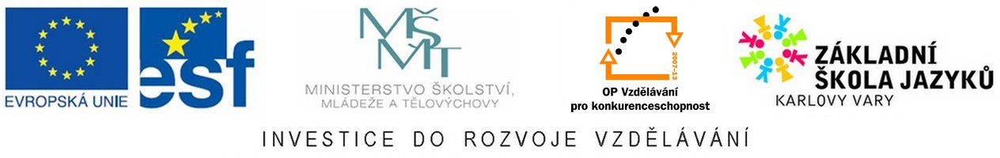 EVROPSKÁ UNIE
esf
MŠMT
MINISTERSTVO ŠKOLSTVÍ,
MLÁDEŽE A TĚLOVÝCHOVY
2007-13
OP Vzdělávání
pro konkurenceschopnost
ZÁKLADNÍ
ŠKOLA JAZYKŮ
KARLOVY VARY
INVESTICE DO ROZVOJE VZDĚLÁVÁNÍ